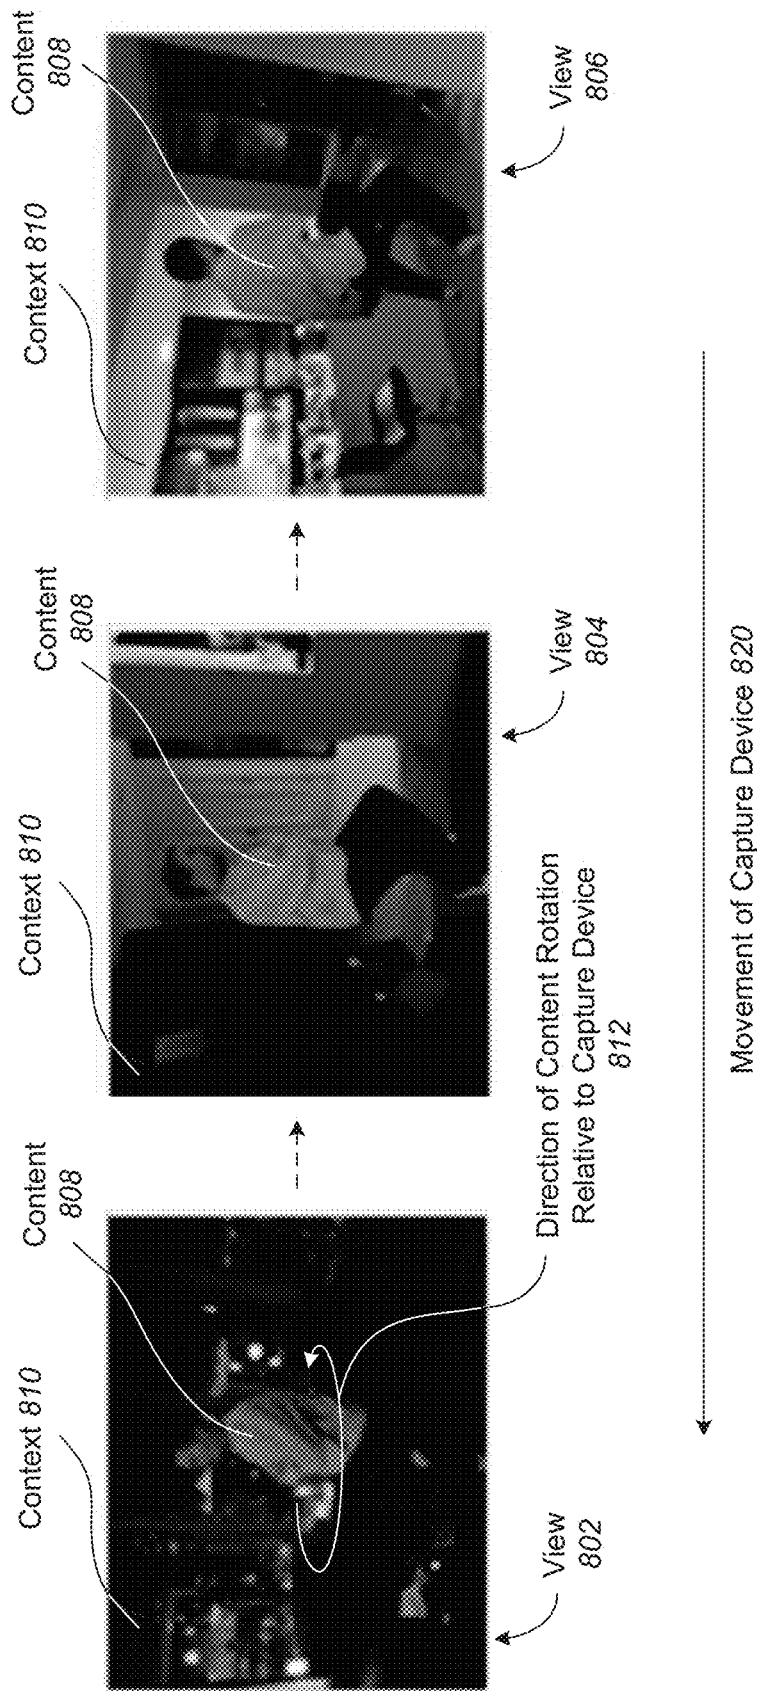 Context 810
Content
808
View
802
Direction of Content Rotation
Relative to Capture Device
812
Context 810
Content
808
View
804
Context 810
Content
808
View
806
Movement of Capture Device 820